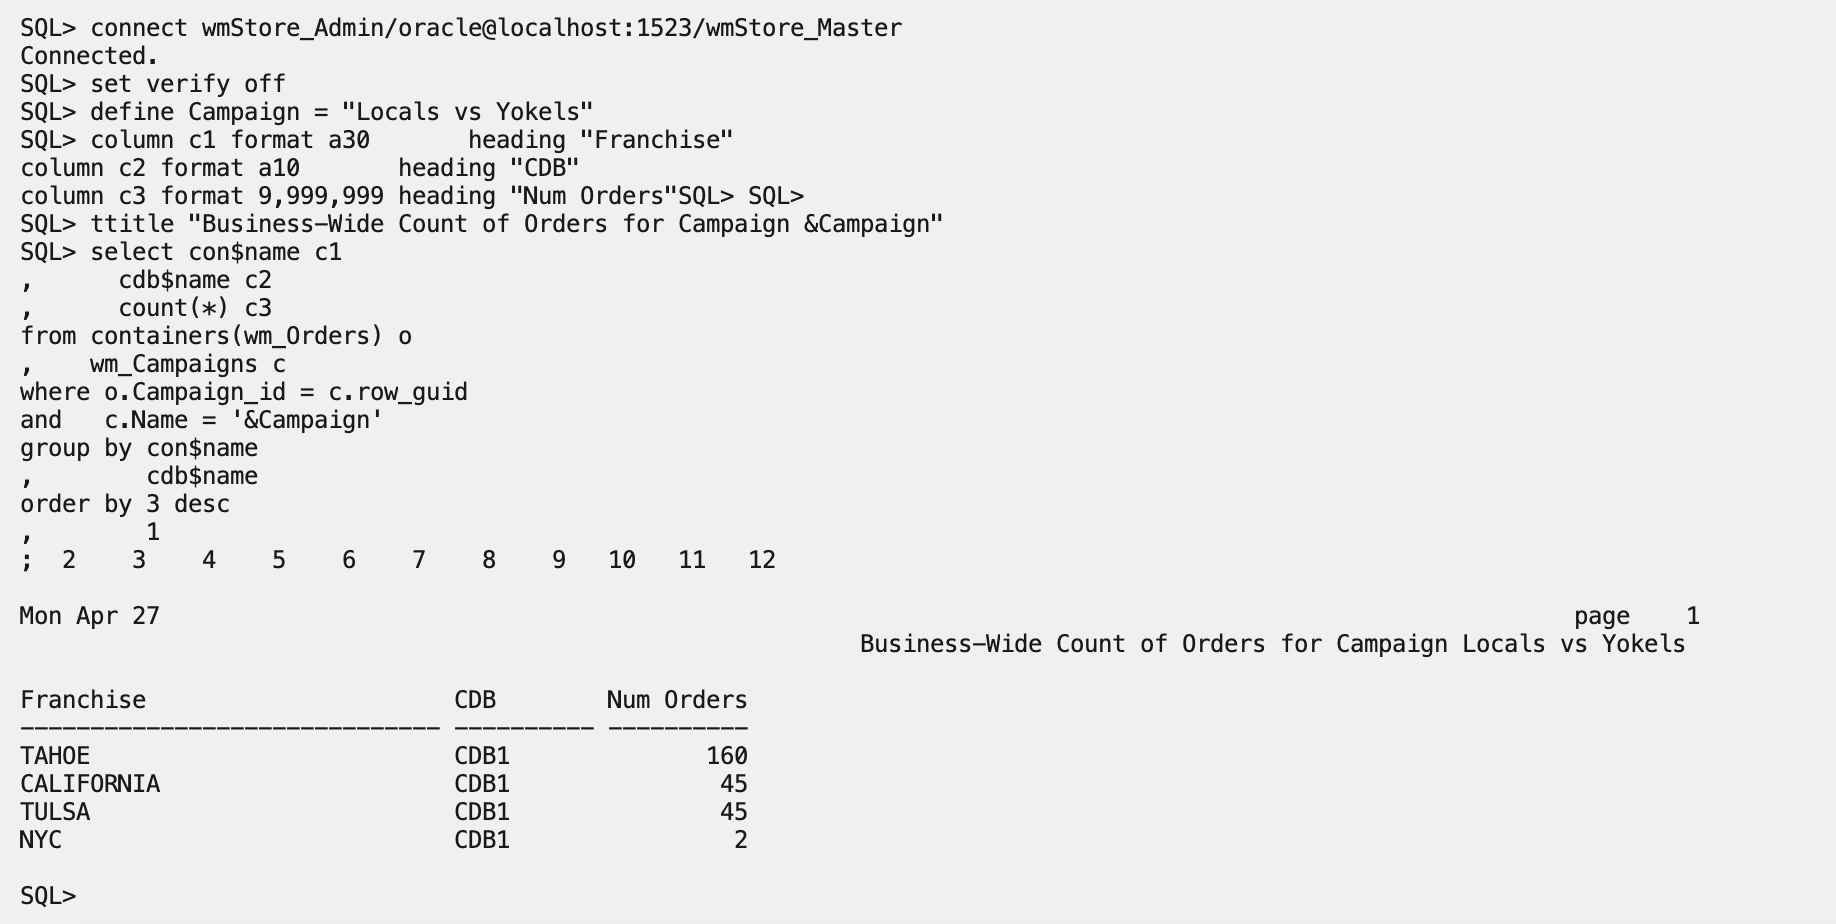 SQL> connect wmStore_Admin/oracle@localhost:1523/wmStore_Master
Connected.
SQL> set verify off
SQL> define Campaign = "Locals vs Yokels"
SQL> column c1 format a30       heading "Franchise"
column c2 format a10       heading "CDB"
column c3 format 9,999,999 heading "Num Orders"SQL> SQL>
SQL> ttitle "Business-Wide Count of Orders for Campaign &Campaign"
SQL> select con$name c1
,      cdb$name c2
,      count(*) c3
from containers(wm_Orders) o
,    wm_Campaigns c
where o.Campaign_id = c.row_guid
and   c.Name = '&Campaign'
group by con$name
,        cdb$name
order by 3 desc
,        1
;  2    3    4    5    6    7    8    9   10   11   12
Mon Apr 27                                                                                                     page    1
                                                            Business-Wide Count of Orders for Campaign Locals vs Yokels
Franchise                      CDB        Num Orders
------------------------------ ---------- ----------
TAHOE                          CDB1              160
CALIFORNIA                     CDB1               45
TULSA                          CDB1               45
NYC                            CDB1                2
SQL>